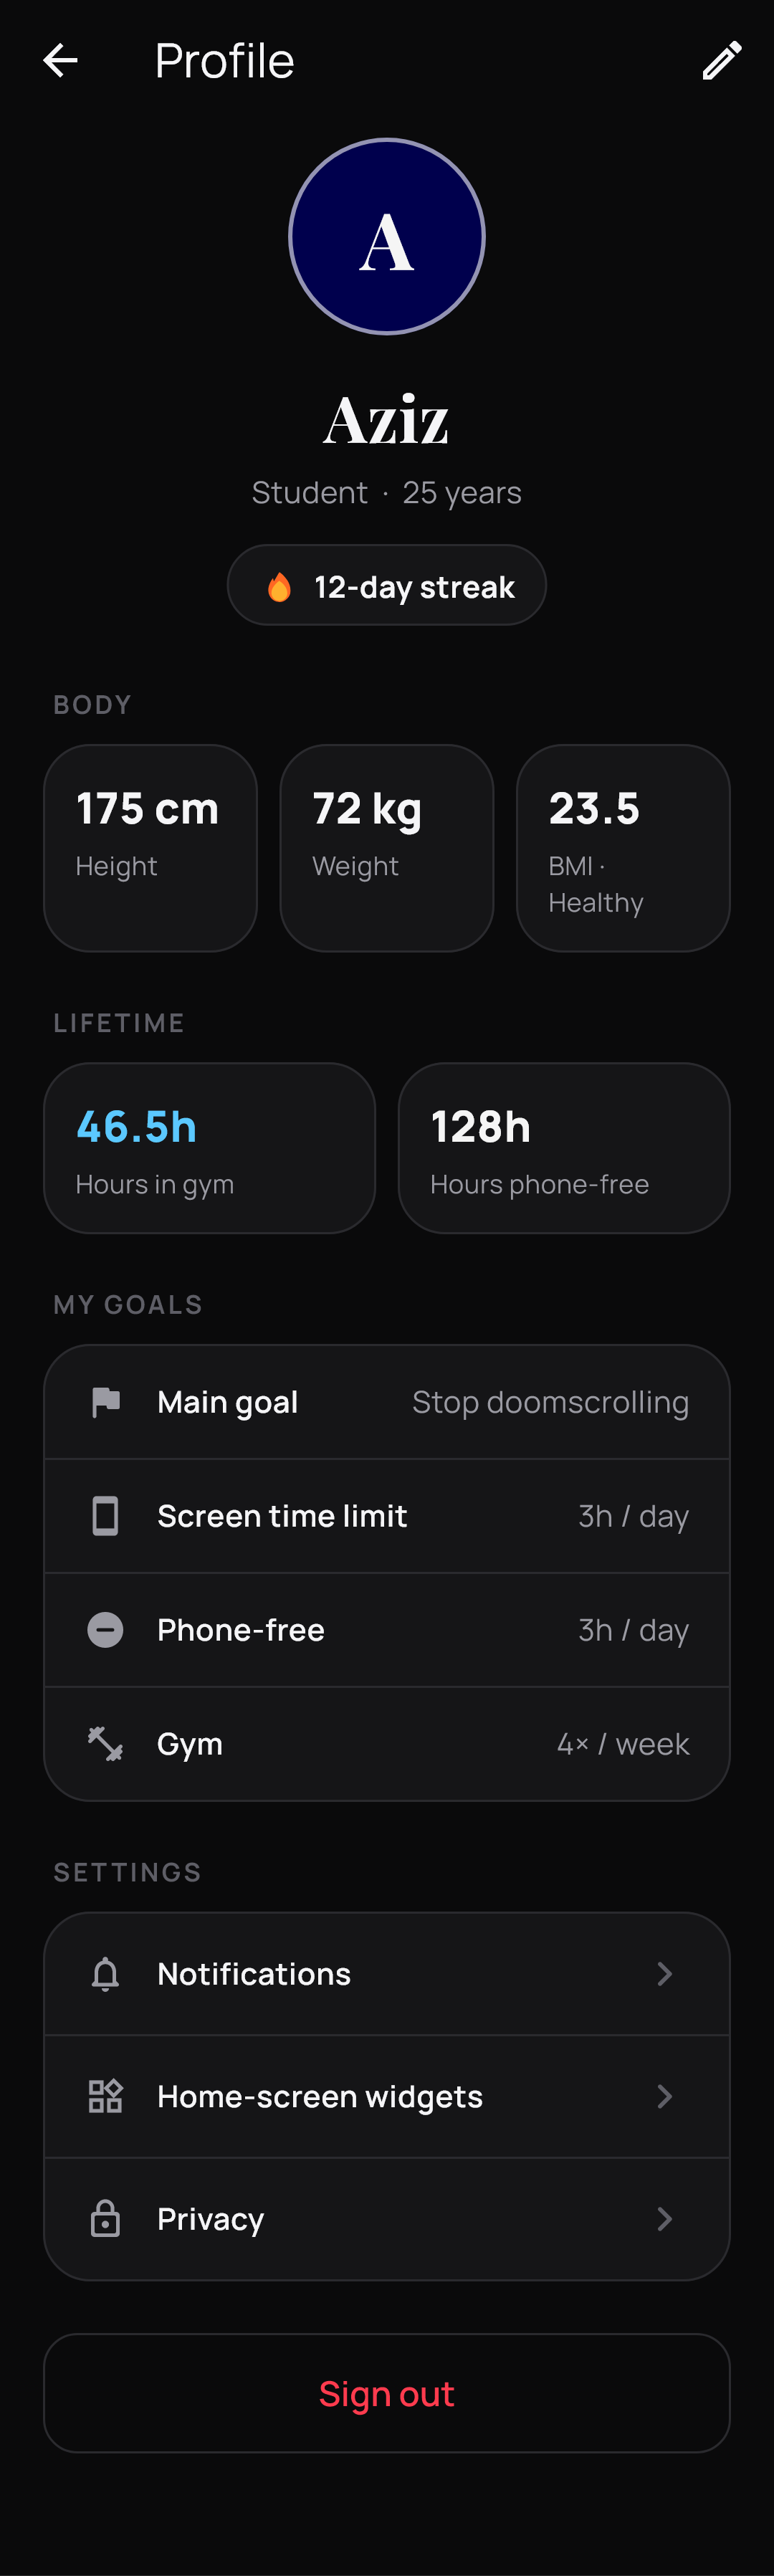 Profile
A
Aziz
Student · 25 years
🔥 12-day streak
BODY
175 cm
Height
72 kg
Weight
23.5
BMI ·
Healthy
LIFETIME
46.5h
Hours in gym
128h
Hours phone-free
MY GOALS
Main goal Stop doomscrolling
Screen time limit 3h / day
Phone-free 3h / day
Gym 4× / week
SETTINGS
Notifications
Home-screen widgets
Privacy
Sign out